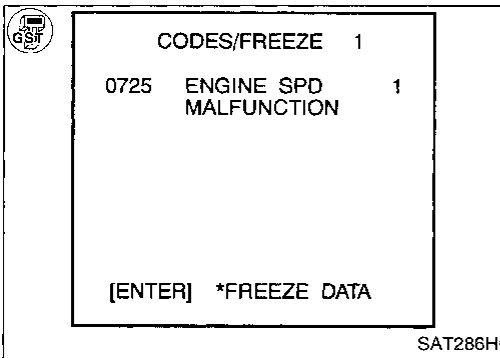 GST
CODES/FREEZE 1
0725 ENGINE SPD 1
MALFUNCTION
[ENTER] *FREEZE DATA
SAT286H